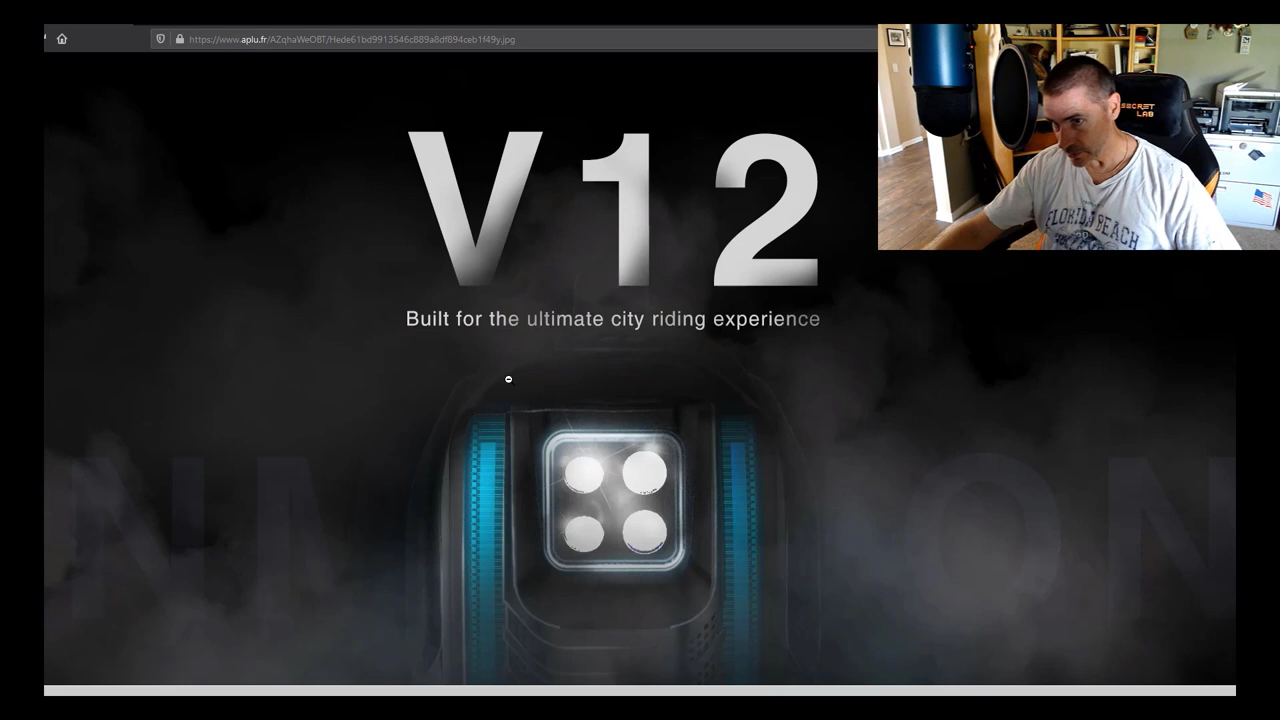 https://www.aplu.fr/AZqhaWeOBT/Hede61bd9913546c889a8df894ceb1f49y.jpg
SECRET
LAB
V12
FLORIDA BEACH
Built for the ultimate city riding experience